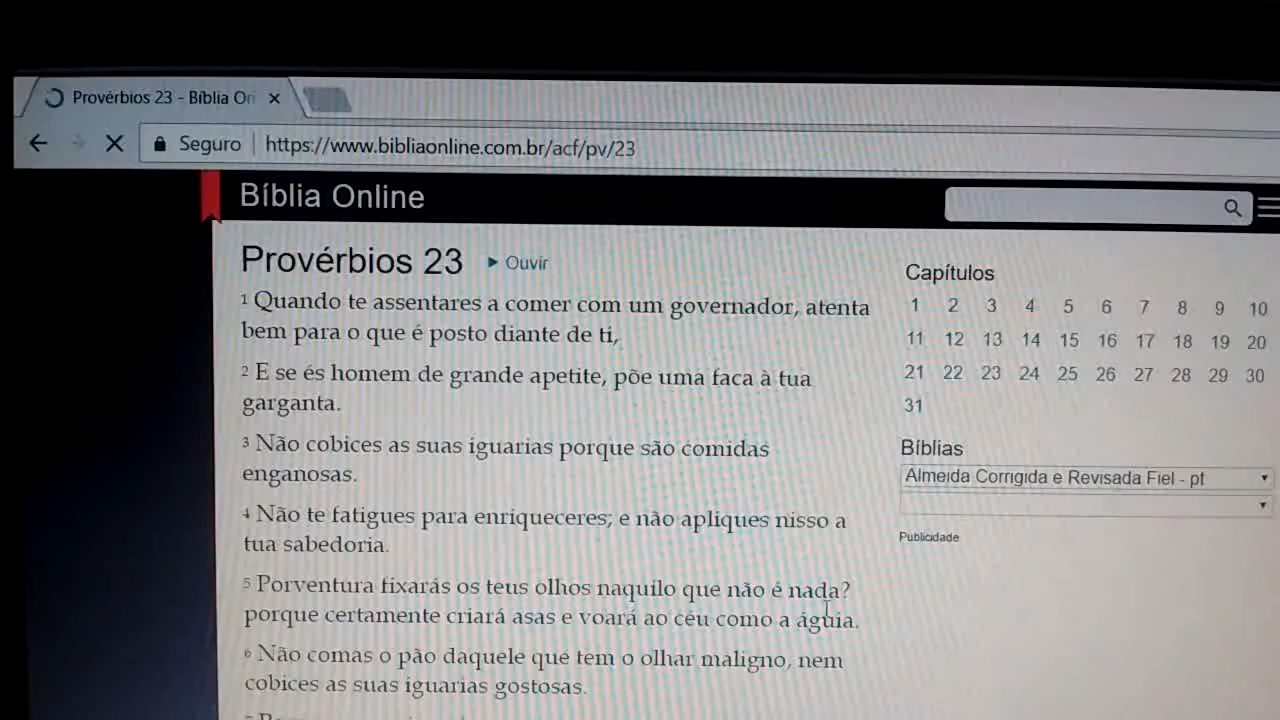 Provérbios 23 - Bíblia On
Seguro https://www.bibliaonline.com.br/acf/pv/23
Bíblia Online
Provérbios 23 Ouvir
1 Quando te assentares a comer com um governador, atenta
bem para o que é posto diante de ti,
2 E se és homem de grande apetite, põe uma faca à tua
garganta.
3 Não cobices as suas iguarias porque são comidas
enganosas.
4 Não te fatigues para enriqueceres; e não apliques nisso a
tua sabedoria.
5 Porventura fixarás os teus olhos naquilo que não é nada?
porque certamente criará asas e voará ao céu como a águia.
6 Não comas o pão daquele que tem o olhar maligno, nem
cobices as suas iguarias gostosas.
Capítulos
1 2 3 4 5 6 7 8 9 10
11 12 13 14 15 16 17 18 19 20
21 22 23 24 25 26 27 28 29 30
31
Bíblias
Almeida Corrigida e Revisada Fiel - pt
Publicidade